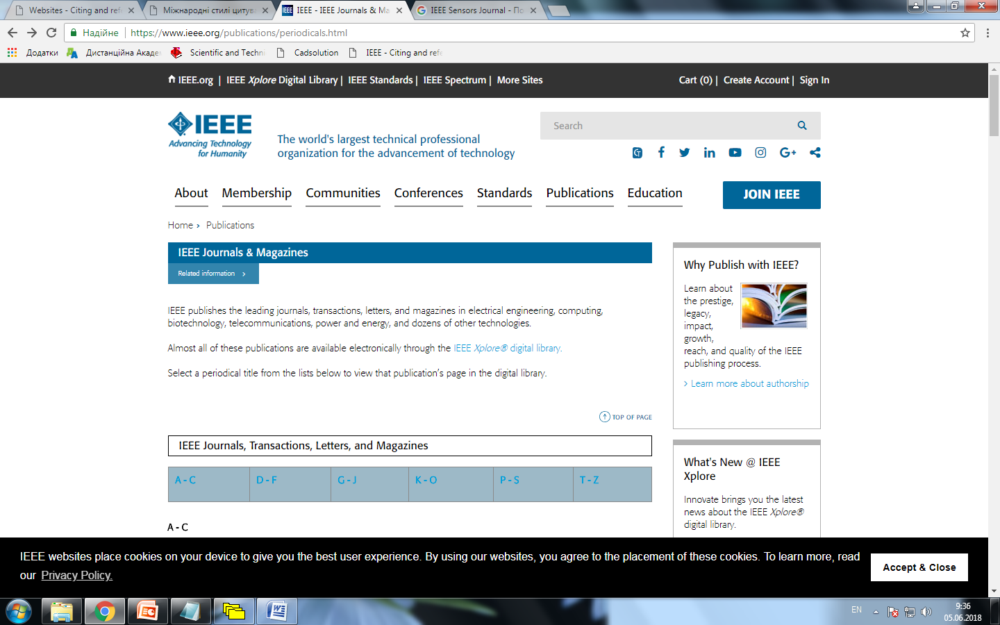 Websites - Citing and refe
Міжнародні стилі цитува
IEEE - IEEE Journals & Ma
IEEE Sensors Journal - По
Надійне
https://www.ieee.org/publications/periodicals.html
Додатки
Дистанційна Акаде
Scientific and Techni
Cadsolution
IEEE - Citing and refe
IEEE.org | IEEE Xplore Digital Library | IEEE Standards | IEEE Spectrum | More Sites
Cart (0) | Create Account | Sign In
IEEE
Advancing Technology
for Humanity
The world's largest technical professional
organization for the advancement of technology
Search
About Membership Communities Conferences Standards Publications Education
JOIN IEEE
Home › Publications
IEEE Journals & Magazines
Related information ›
IEEE publishes the leading journals, transactions, letters, and magazines in electrical engineering, computing,
biotechnology, telecommunications, power and energy, and dozens of other technologies.
Almost all of these publications are available electronically through the IEEE Xplore® digital library.
Select a periodical title from the lists below to view that publication's page in the digital library.
TOP OF PAGE
IEEE Journals, Transactions, Letters, and Magazines
A - C D - F G - J K - O P - S T - Z
A - C
Why Publish with IEEE?
Learn about
the prestige,
legacy,
impact,
growth,
reach, and quality of the IEEE
publishing process.
› Learn more about authorship
What's New @ IEEE
Xplore
Innovate brings you the latest
news about the IEEE Xplore®
digital library.
IEEE websites place cookies on your device to give you the best user experience. By using our websites, you agree to the placement of these cookies. To learn more, read
our Privacy Policy.
Accept & Close
EN
9:36
05.06.2018